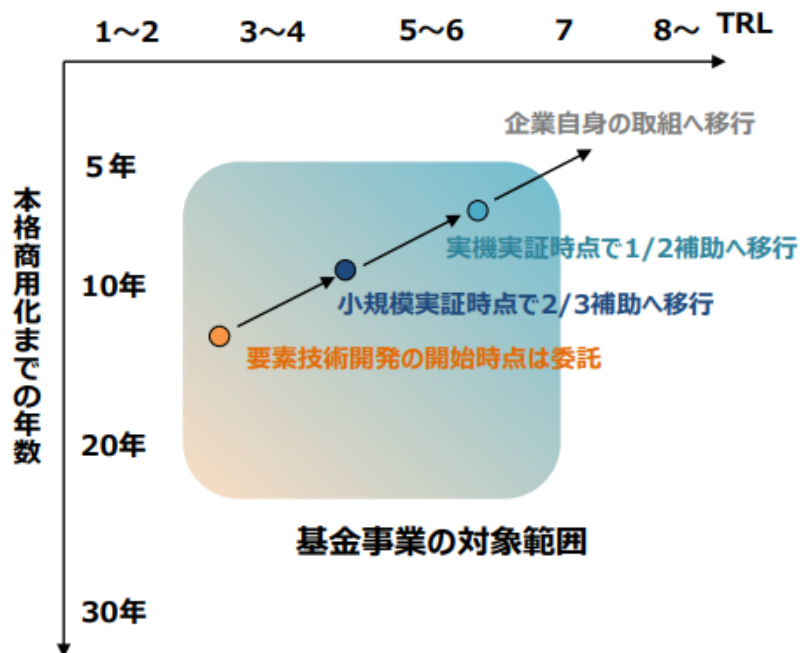 1～2 3～4 5～6 7 8～ TRL
企業自身の取組へ移行
5年
実機実証時点で1/2補助へ移行
10年
小規模実証時点で2/3補助へ移行
要素技術開発の開始時点は委託
本格商用化までの年数
20年
基金事業の対象範囲
30年